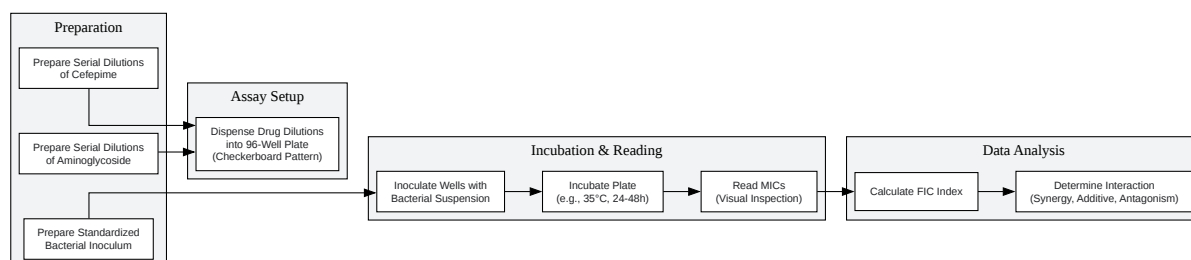 Preparation
Prepare Serial Dilutions
of Cefepime
Prepare Serial Dilutions
of Aminoglycoside
Prepare Standardized
Bacterial Inoculum
Assay Setup
Dispense Drug Dilutions
into 96-Well Plate
(Checkerboard Pattern)
Incubation & Reading
Inoculate Wells with
Bacterial Suspension
Incubate Plate
(e.g., 35°C, 24-48h)
Read MICs
(Visual Inspection)
Data Analysis
Calculate FIC Index
Determine Interaction
(Synergy, Additive, Antagonism)